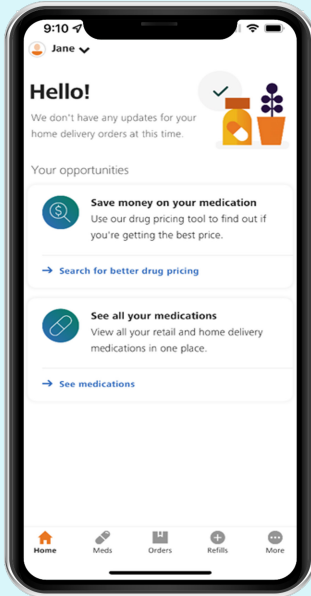 9:10
Jane
Hello!
We don't have any updates for your
home delivery orders at this time.
Your opportunities
Save money on your medication
Use our drug pricing tool to find out if
you're getting the best price.
→ Search for better drug pricing
See all your medications
View all your retail and home delivery
medications in one place.
→ See medications
Home Meds Orders Refills More